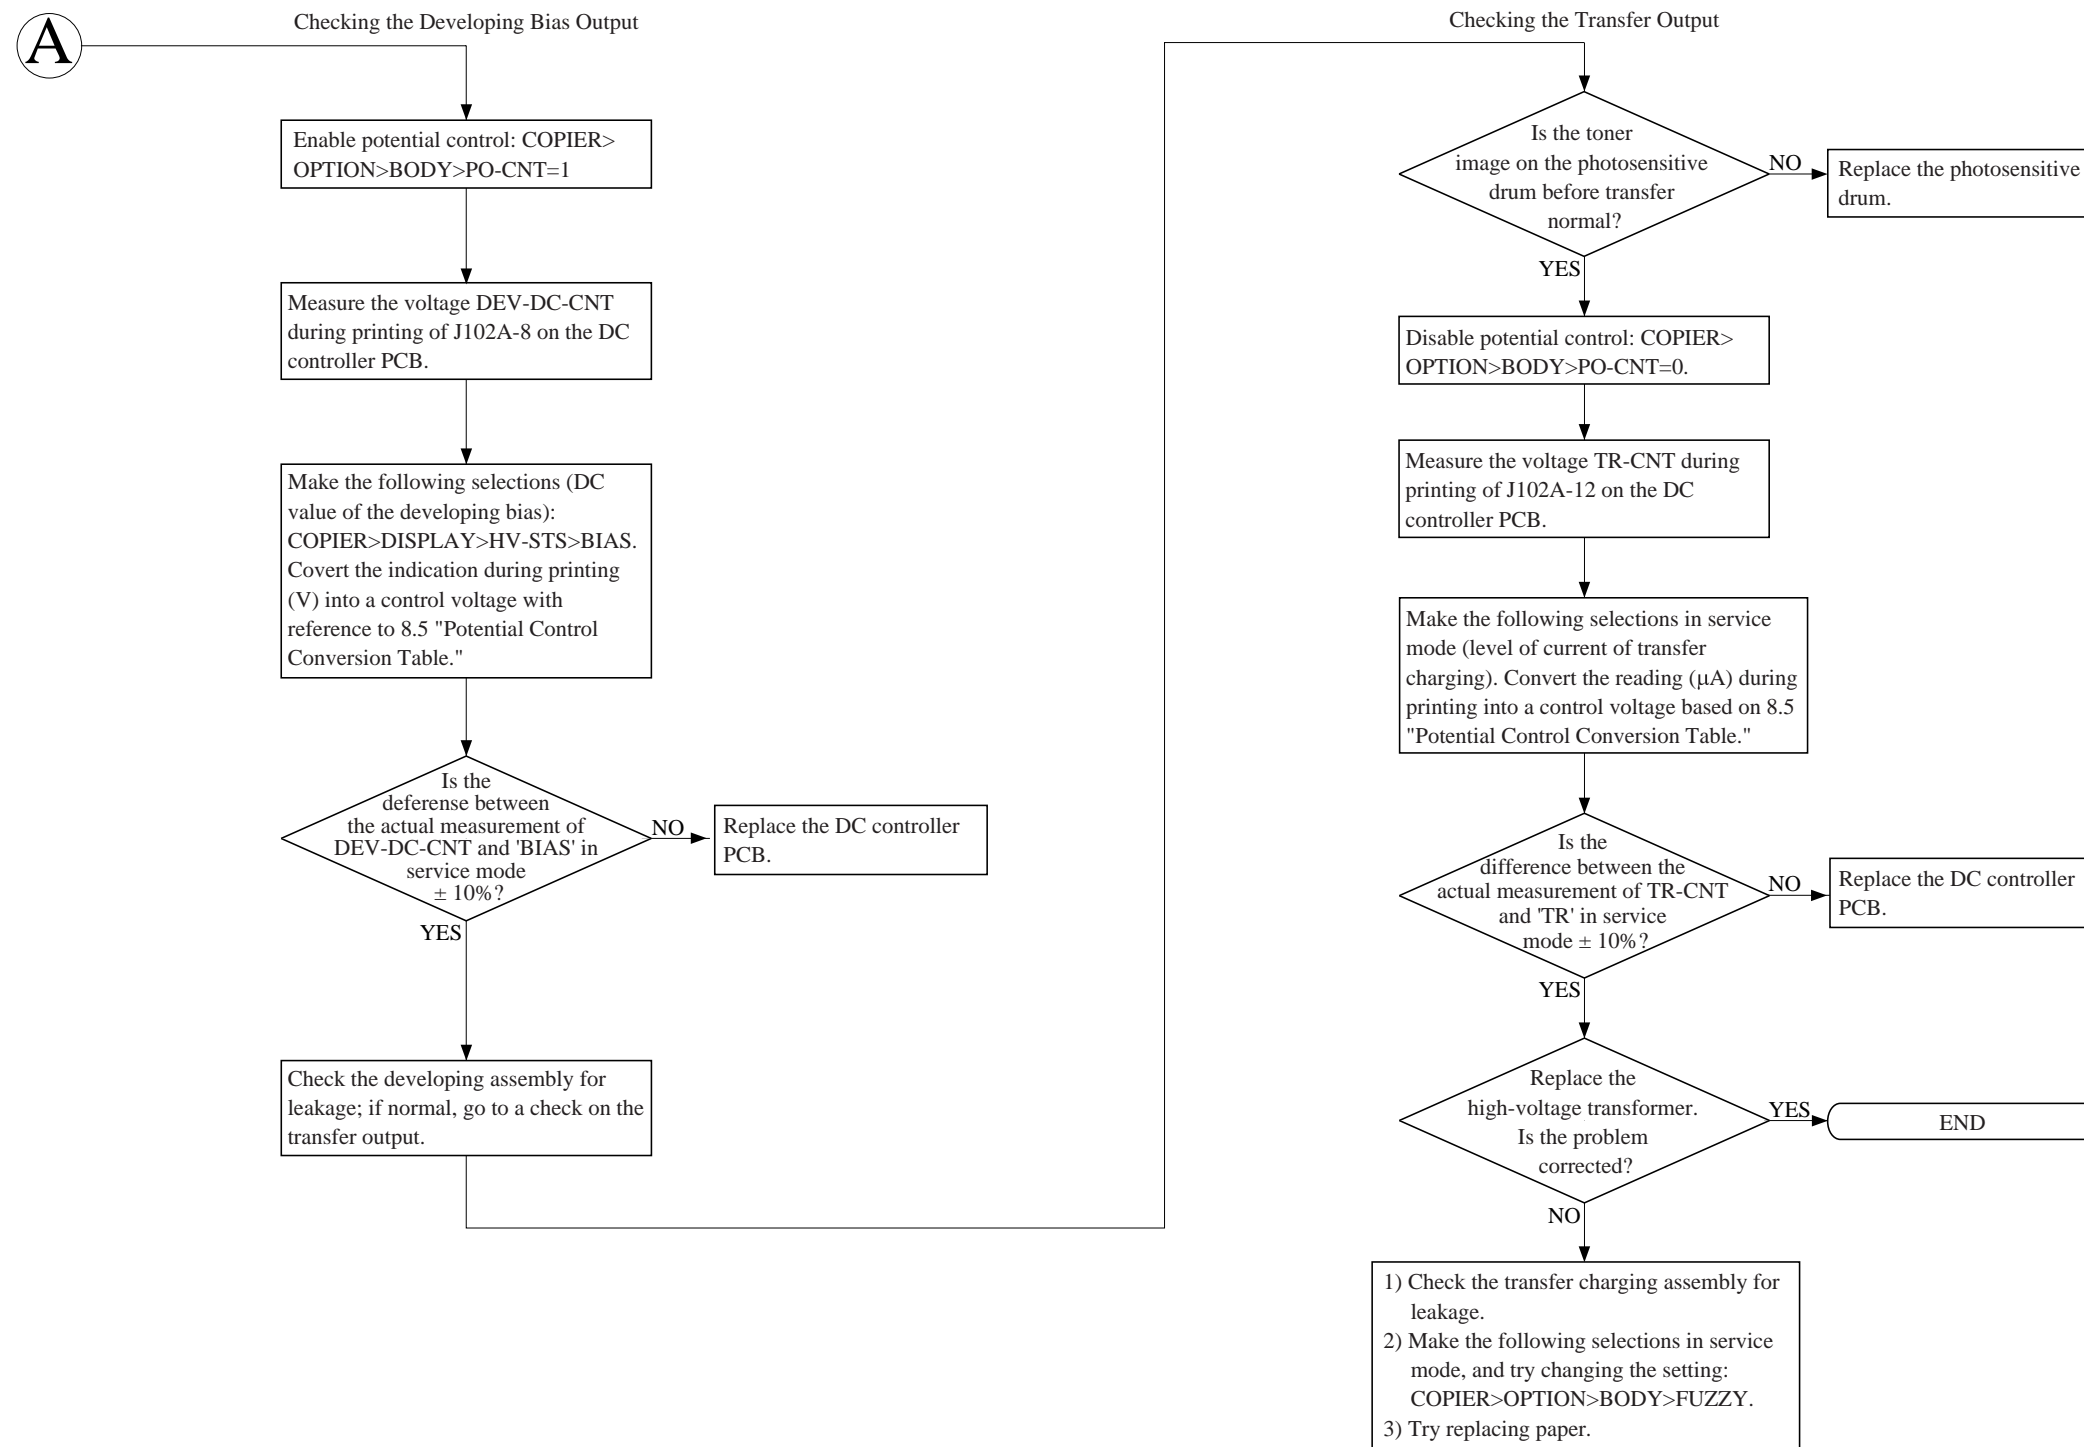 A
Checking the Developing Bias Output
Enable potential control: COPIER>
OPTION>BODY>PO-CNT=1
Measure the voltage DEV-DC-CNT
during printing of J102A-8 on the DC
controller PCB.
Make the following selections (DC
value of the developing bias):
COPIER>DISPLAY>HV-STS>BIAS.
Covert the indication during printing
(V) into a control voltage with
reference to 8.5 "Potential Control
Conversion Table."
Is the
deferense between
the actual measurement of
DEV-DC-CNT and 'BIAS' in
service mode
± 10%?
NO
Replace the DC controller
PCB.
YES
Check the developing assembly for
leakage; if normal, go to a check on the
transfer output.
Checking the Transfer Output
Is the toner
image on the photosensitive
drum before transfer
normal?
NO
Replace the photosensitive
drum.
YES
Disable potential control: COPIER>
OPTION>BODY>PO-CNT=0.
Measure the voltage TR-CNT during
printing of J102A-12 on the DC
controller PCB.
Make the following selections in service
mode (level of current of transfer
charging). Convert the reading (μA) during
printing into a control voltage based on 8.5
"Potential Control Conversion Table."
Is the
difference between the
actual measurement of TR-CNT
and 'TR' in service
mode ± 10%?
NO
Replace the DC controller
PCB.
YES
Replace the
high-voltage transformer.
Is the problem
corrected?
YES
END
NO
1) Check the transfer charging assembly for
leakage.
2) Make the following selections in service
mode, and try changing the setting:
COPIER>OPTION>BODY>FUZZY.
3) Try replacing paper.